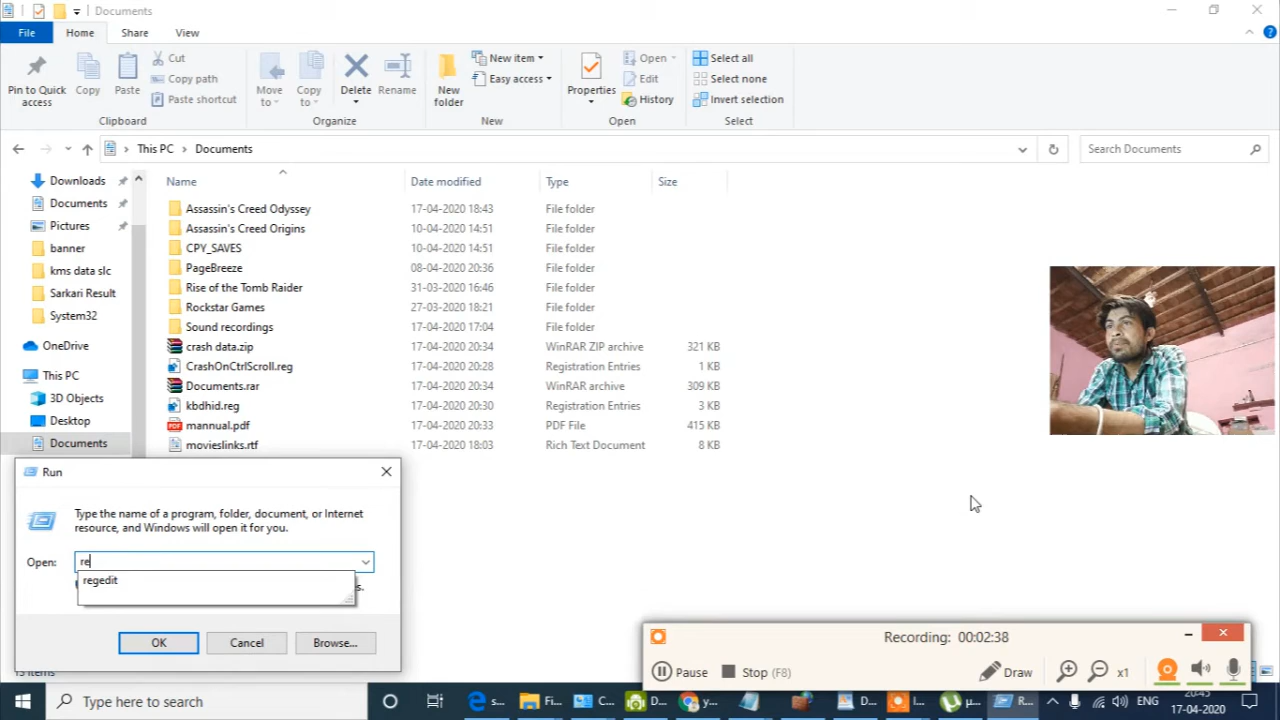 Documents
File Home Share View
Pin to Quick access
Copy
Paste
Cut
Copy path
Paste shortcut
Clipboard
Move to
Copy to
Delete
Rename
Organize
New folder
New item
Easy access
New
Properties
Open
Edit
History
Open
Select all
Select none
Invert selection
Select
This PC Documents
Search Documents
Downloads
Documents
Pictures
banner
kms data slc
Sarkari Result
System32
OneDrive
This PC
3D Objects
Desktop
Documents
Name Date modified Type Size
Assassin's Creed Odyssey 17-04-2020 18:43 File folder
Assassin's Creed Origins 10-04-2020 14:51 File folder
CPY_SAVES 10-04-2020 14:51 File folder
PageBreeze 08-04-2020 20:36 File folder
Rise of the Tomb Raider 31-03-2020 16:46 File folder
Rockstar Games 27-03-2020 18:21 File folder
Sound recordings 17-04-2020 17:04 File folder
crash data.zip 17-04-2020 20:34 WinRAR ZIP archive 321 KB
CrashOnCtrlScroll.reg 17-04-2020 20:28 Registration Entries 1 KB
Documents.rar 17-04-2020 20:34 WinRAR archive 309 KB
kbdhid.reg 17-04-2020 20:30 Registration Entries 3 KB
mannual.pdf 17-04-2020 20:33 PDF File 415 KB
movieslinks.rtf 17-04-2020 18:03 Rich Text Document 8 KB
Run
Type the name of a program, folder, document, or Internet
resource, and Windows will open it for you.
Open: re
regedit
s.
OK Cancel Browse...
Recording: 00:02:38
Pause Stop (F8) Draw x1
Type here to search
s... Fi... C... D... y... D... I... μ... R...
ENG
20:45
17-04-2020